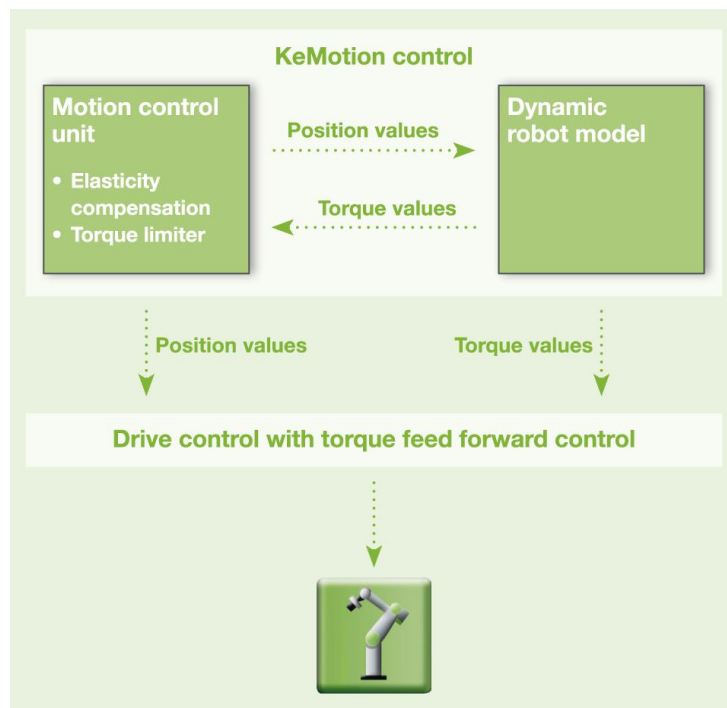 KeMotion control
Motion control
unit
• Elasticity
compensation
• Torque limiter
Position values
Torque values
Dynamic
robot model
Position values
Torque values
Drive control with torque feed forward control